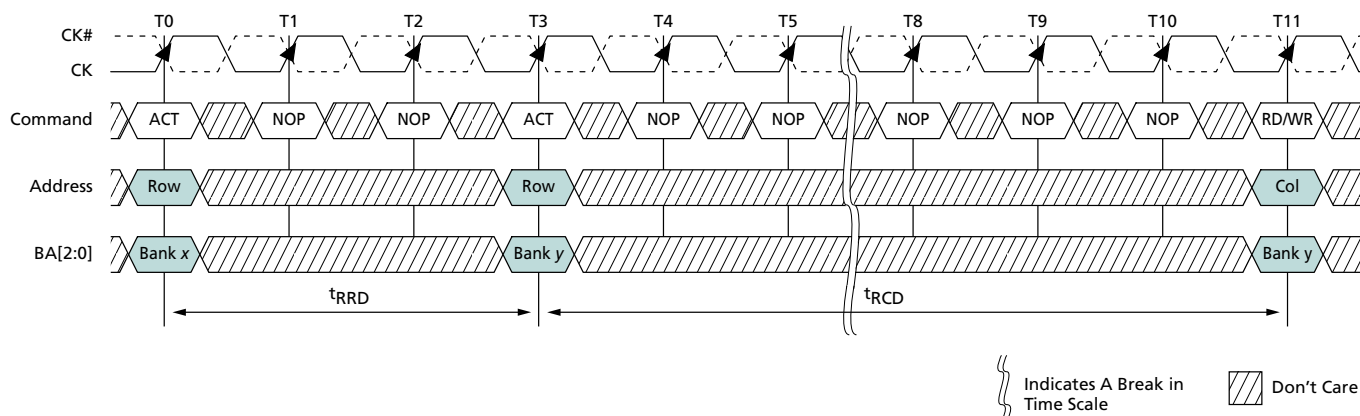 T0 T1 T2 T3 T4 T5 T8 T9 T10 T11
CK#
CK
Command ACT NOP NOP ACT NOP NOP NOP NOP NOP RD/WR
Address Row Row Col
BA[2:0] Bank x Bank y Bank y
tRRD tRCD
Indicates A Break in
Time Scale
Don't Care